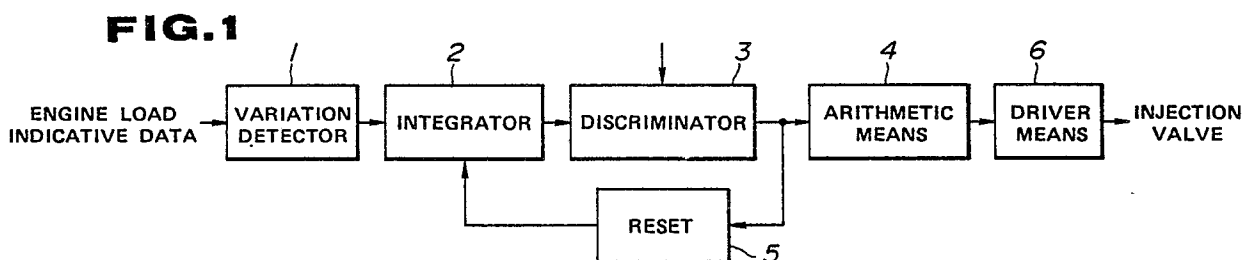 FIG.1
1
2
3
4
6
ENGINE LOAD
INDICATIVE DATA
VARIATION
DETECTOR
INTEGRATOR
DISCRIMINATOR
ARITHMETIC
MEANS
DRIVER
MEANS
INJECTION
VALVE
RESET
5